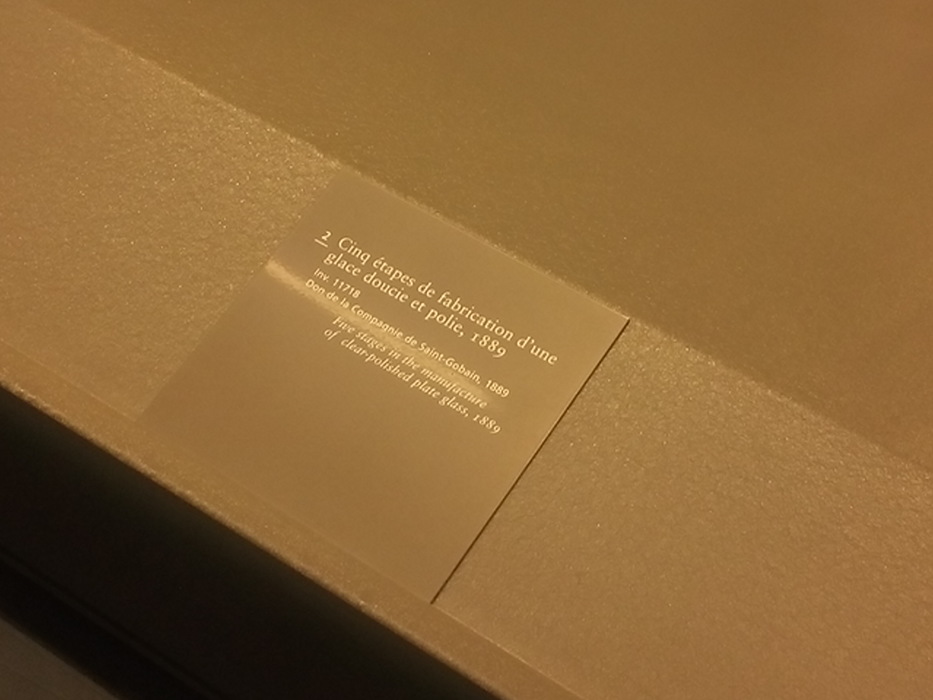 2 Cinq étapes de fabrication d'une
glace doucie et polie, 1889
Inv. 11718
Don de la Compagnie de Saint-Gobain, 1889
Five stages in the manufacture
of clear-polished plate glass, 1889